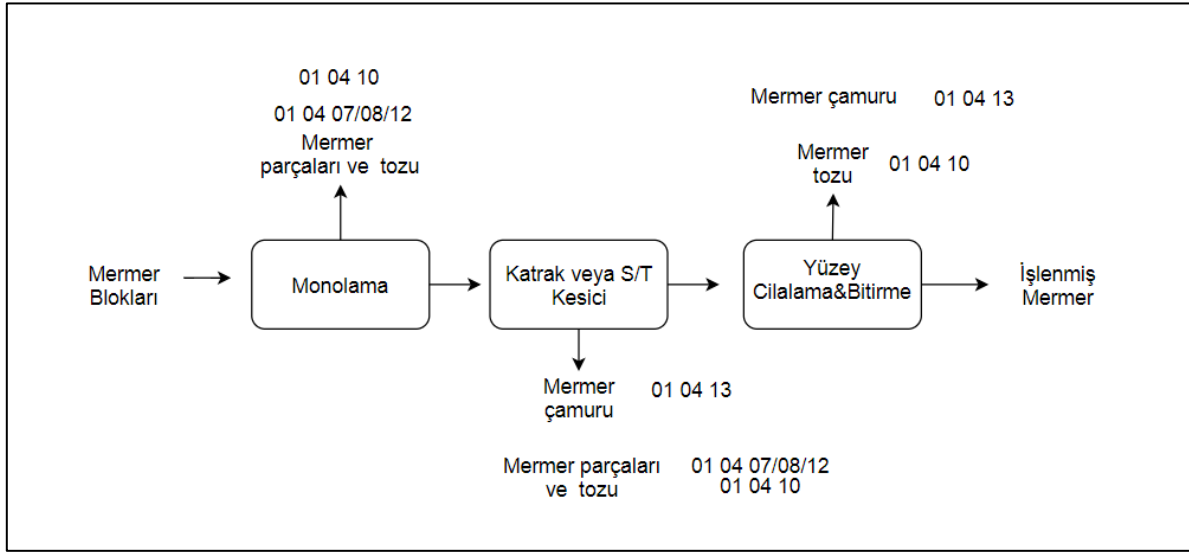 01 04 10
01 04 07/08/12
Mermer
parçaları ve tozu
Mermer çamuru 01 04 13
Mermer
tozu 01 04 10
Mermer
Blokları
Monolama
Katrak veya S/T
Kesici
Yüzey
Cilalama&Bitirme
İşlenmiş
Mermer
Mermer
çamuru 01 04 13
Mermer parçaları 01 04 07/08/12
ve tozu 01 04 10